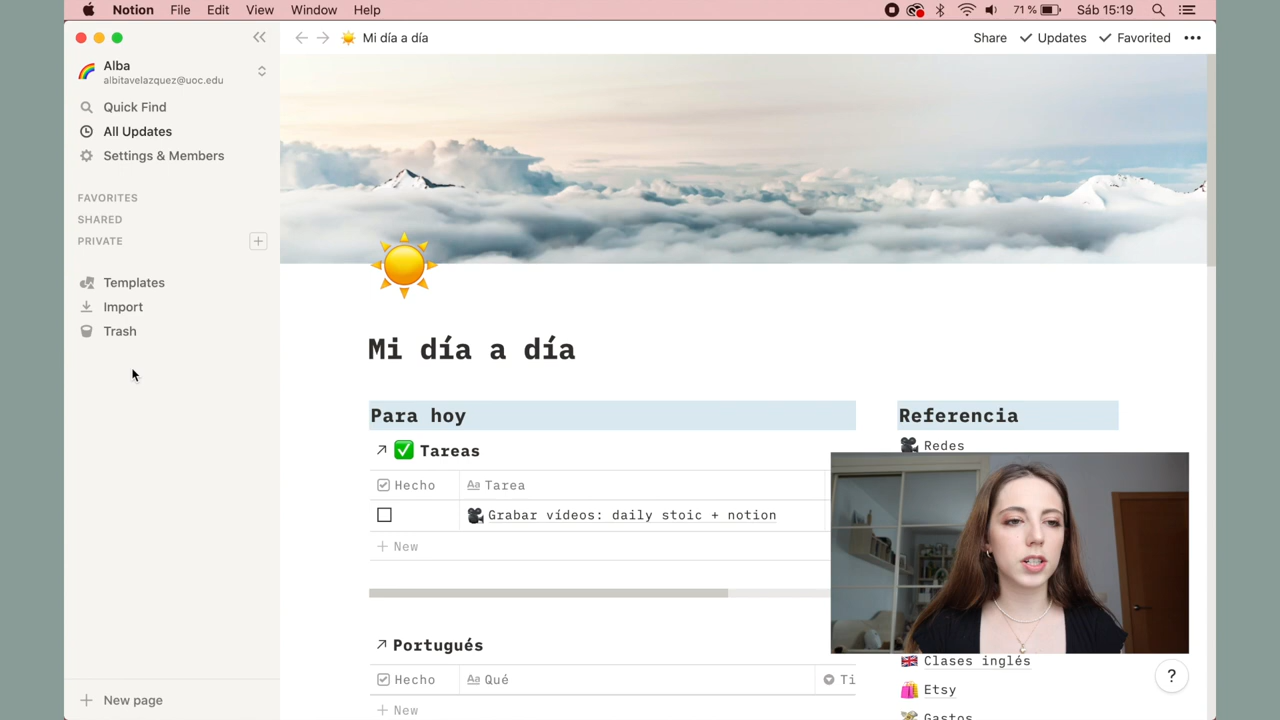 Notion File Edit View Window Help 71 % Sáb 15:19
Mi día a día Share Updates Favorited
Alba
albitavelazquez@uoc.edu
Quick Find
All Updates
Settings & Members
FAVORITES
SHARED
PRIVATE
Templates
Import
Trash
New page
Mi día a día
Para hoy
Tareas
Hecho Aa Tarea
Grabar vídeos: daily stoic + notion
+ New
Portugués
Hecho Aa Qué Ti
+ New
Referencia
Redes
Clases inglés
Etsy
Gastos
?